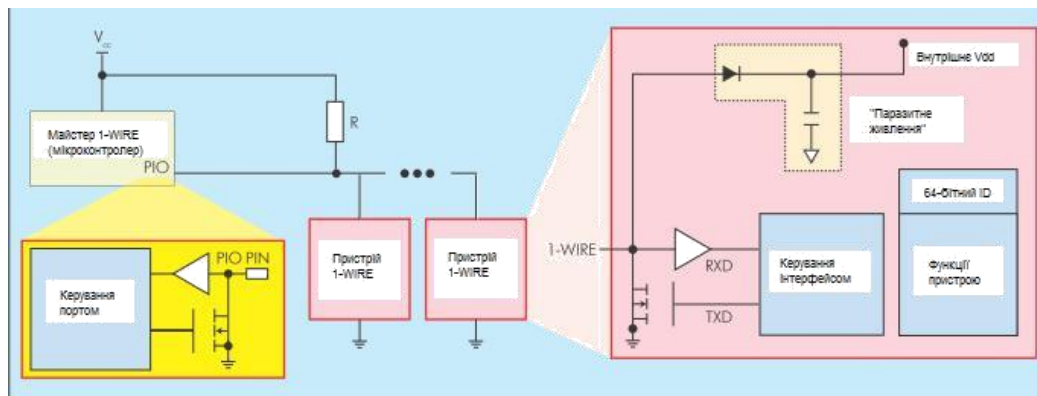 Vcc
Майстер 1-WIRE
(мікроконтролер)
PIO
R
Пристрій
1-WIRE
Пристрій
1-WIRE
PIO PIN
Керування
портом
Внутрішнє Vdd
"Паразитне
живлення"
1-WIRE
RXD
TXD
Керування
Інтерфейсом
64-бітний ID
Функції
пристрою